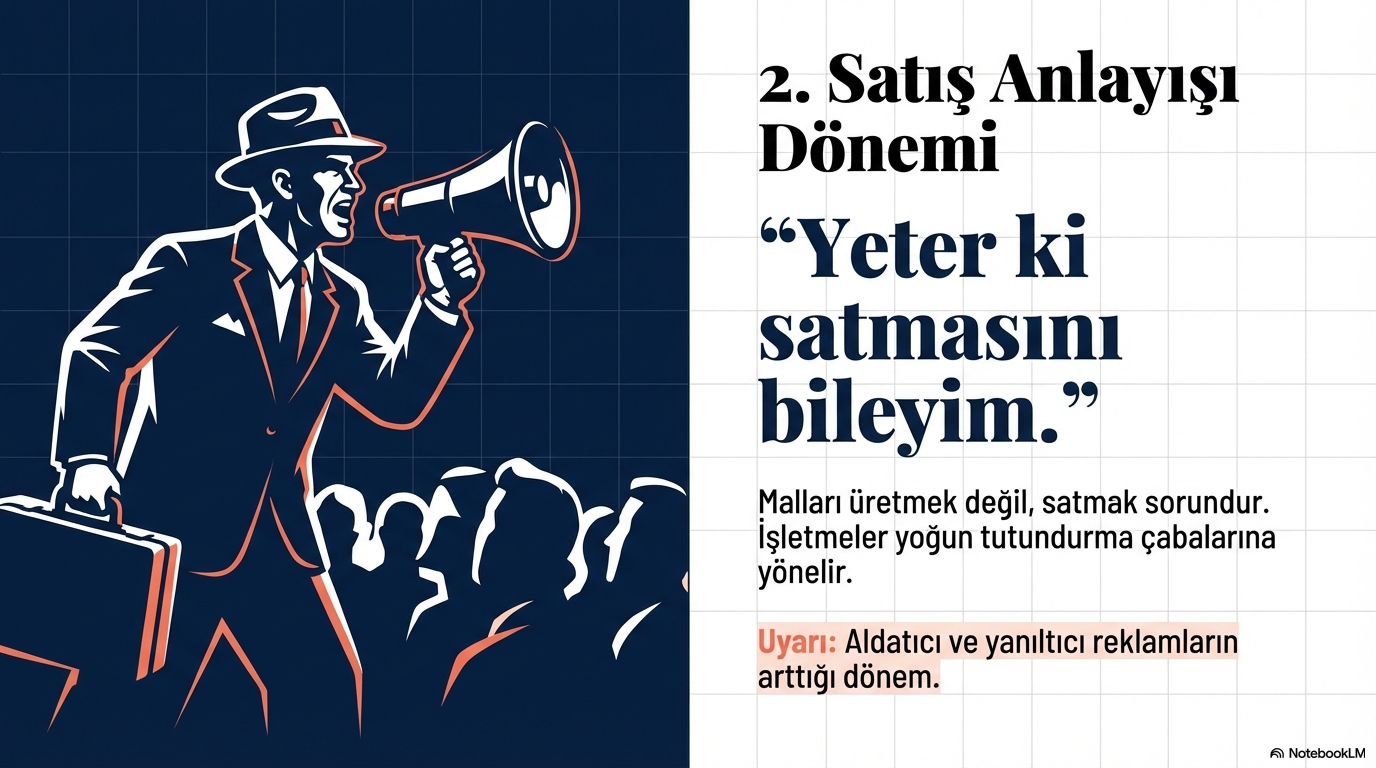 2. Satış Anlayışı
Dönemi
“Yeter ki
satmasını
bileyim.”
Malları üretmek değil, satmak sorundur.
İşletmeler yoğun tutundurma çabalarına
yönelir.
Uyarı: Aldatıcı ve yanıltıcı reklamların
arttığı dönem.
NotebookLM